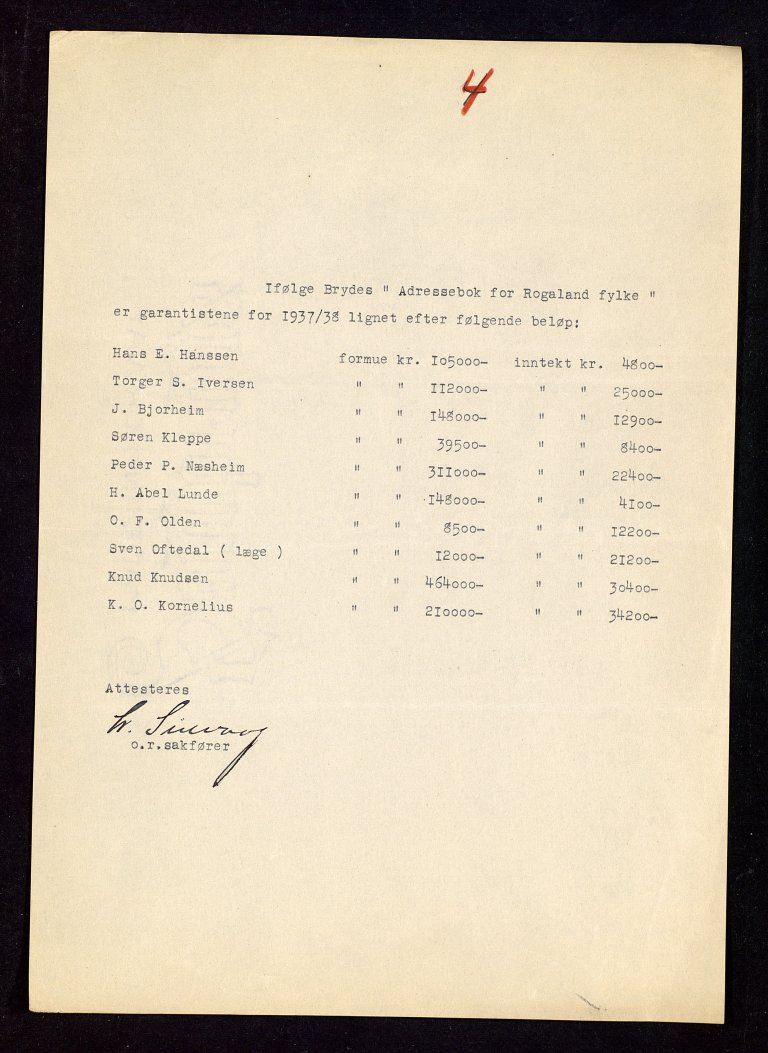 4
Ifølge Brydes " Adressebok for Rogaland fylke "
er garantistene for 1937/38 lignet efter følgende beløp:
Hans E. Hanssen formue kr. 105000- inntekt kr. 4800-
Torger S. Iversen " " 112000- " " 25000-
J. Bjorheim " " 148000- " " 12900-
Søren Kleppe " " 39500- " " 8400-
Peder P. Næsheim " " 311000- " " 22400-
H. Abel Lunde " " 148000- " " 4100-
O. F. Olden " " 8500- " " 12200-
Sven Oftedal ( læge ) " " 12000- " " 21200-
Knud Knudsen " " 464000- " " 30400-
K. O. Kornelius " " 210000- " " 34200-
Attesteres
o.r.sakfører